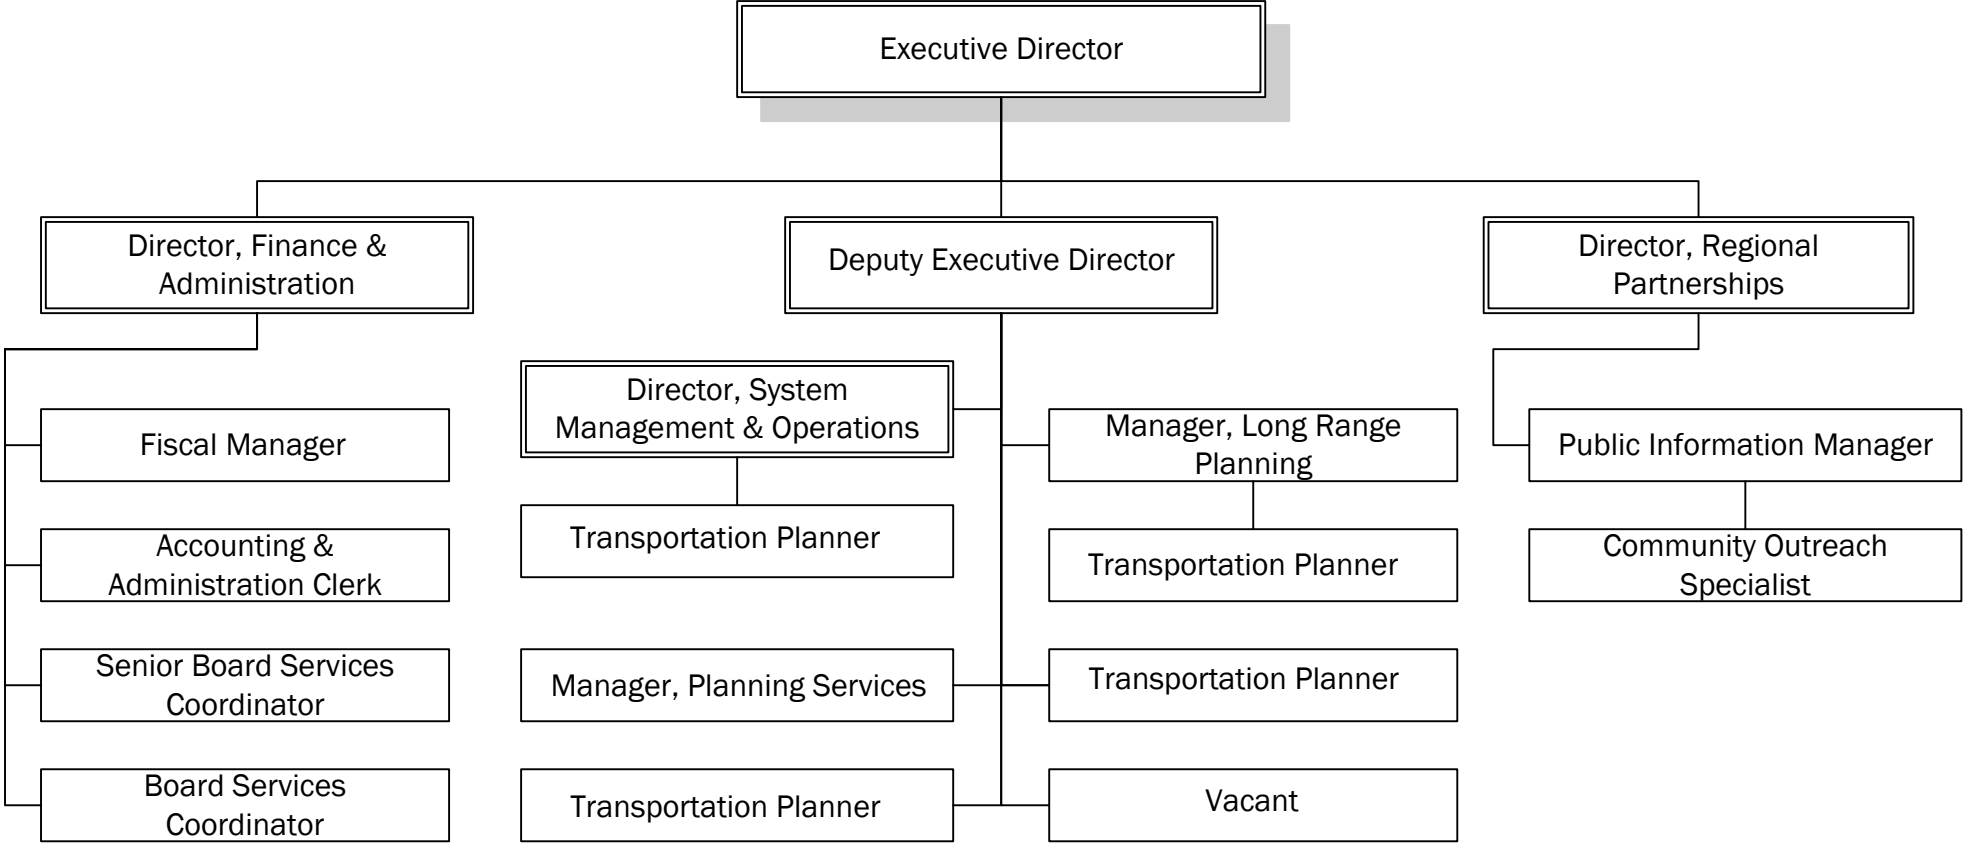 Executive Director
Director, Finance &
Administration
Deputy Executive Director
Director, Regional
Partnerships
Director, System
Management & Operations
Manager, Long Range
Planning
Fiscal Manager
Public Information Manager
Transportation Planner
Accounting &
Administration Clerk
Transportation Planner
Community Outreach
Specialist
Senior Board Services
Coordinator
Manager, Planning Services
Transportation Planner
Board Services
Coordinator
Transportation Planner
Vacant